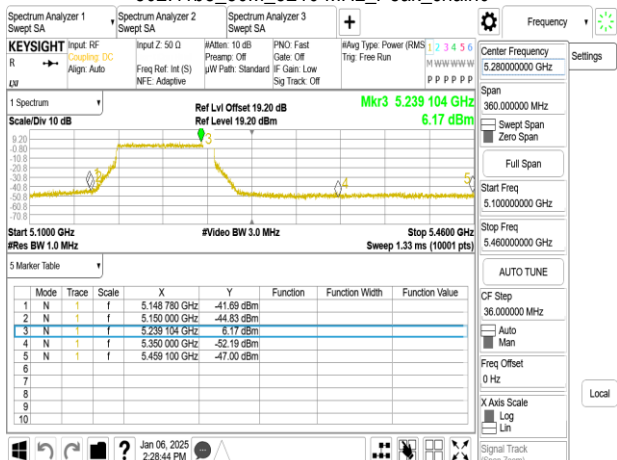 Spectrum Analyzer 1
Swept SA
Spectrum Analyzer 2
Swept SA
Spectrum Analyzer 3
Swept SA
+
Frequency
KEYSIGHT
R
LXI
Input: RF
Coupling: DC
Align: Auto
Input Z: 50 Ω
Freq Ref: Int (S)
NFE: Adaptive
#Atten: 10 dB
Preamp: Off
µW Path: Standard
PNO: Fast
Gate: Off
IF Gain: Low
Sig Track: Off
#Avg Type: Power (RMS
Trig: Free Run
1 2 3 4 5 6
M W W W W W
P P P P P P
Center Frequency
5.280000000 GHz
Settings
Span
360.000000 MHz
Swept Span
Zero Span
Full Span
Start Freq
5.100000000 GHz
Stop Freq
5.460000000 GHz
AUTO TUNE
CF Step
36.000000 MHz
Auto
Man
Freq Offset
0 Hz
X Axis Scale
Log
Lin
Signal Track
Local
1 Spectrum
Scale/Div 10 dB
Ref Lvl Offset 19.20 dB
Ref Level 19.20 dBm
Mkr3 5.239 104 GHz
6.17 dBm
9.20
-0.80
-10.8
-20.8
-30.8
-40.8
-50.8
-60.8
-70.8
3
4
5
Start 5.1000 GHz
#Video BW 3.0 MHz
Stop 5.4600 GHz
#Res BW 1.0 MHz
Sweep 1.33 ms (10001 pts)
5 Marker Table
Mode Trace Scale X Y Function Function Width Function Value
1 N 1 f 5.148 780 GHz -41.69 dBm
2 N 1 f 5.150 000 GHz -44.83 dBm
3 N 1 f 5.239 104 GHz 6.17 dBm
4 N 1 f 5.350 000 GHz -52.19 dBm
5 N 1 f 5.459 100 GHz -47.00 dBm
6
7
8
9
10
?
Jan 06, 2025
2:28:44 PM